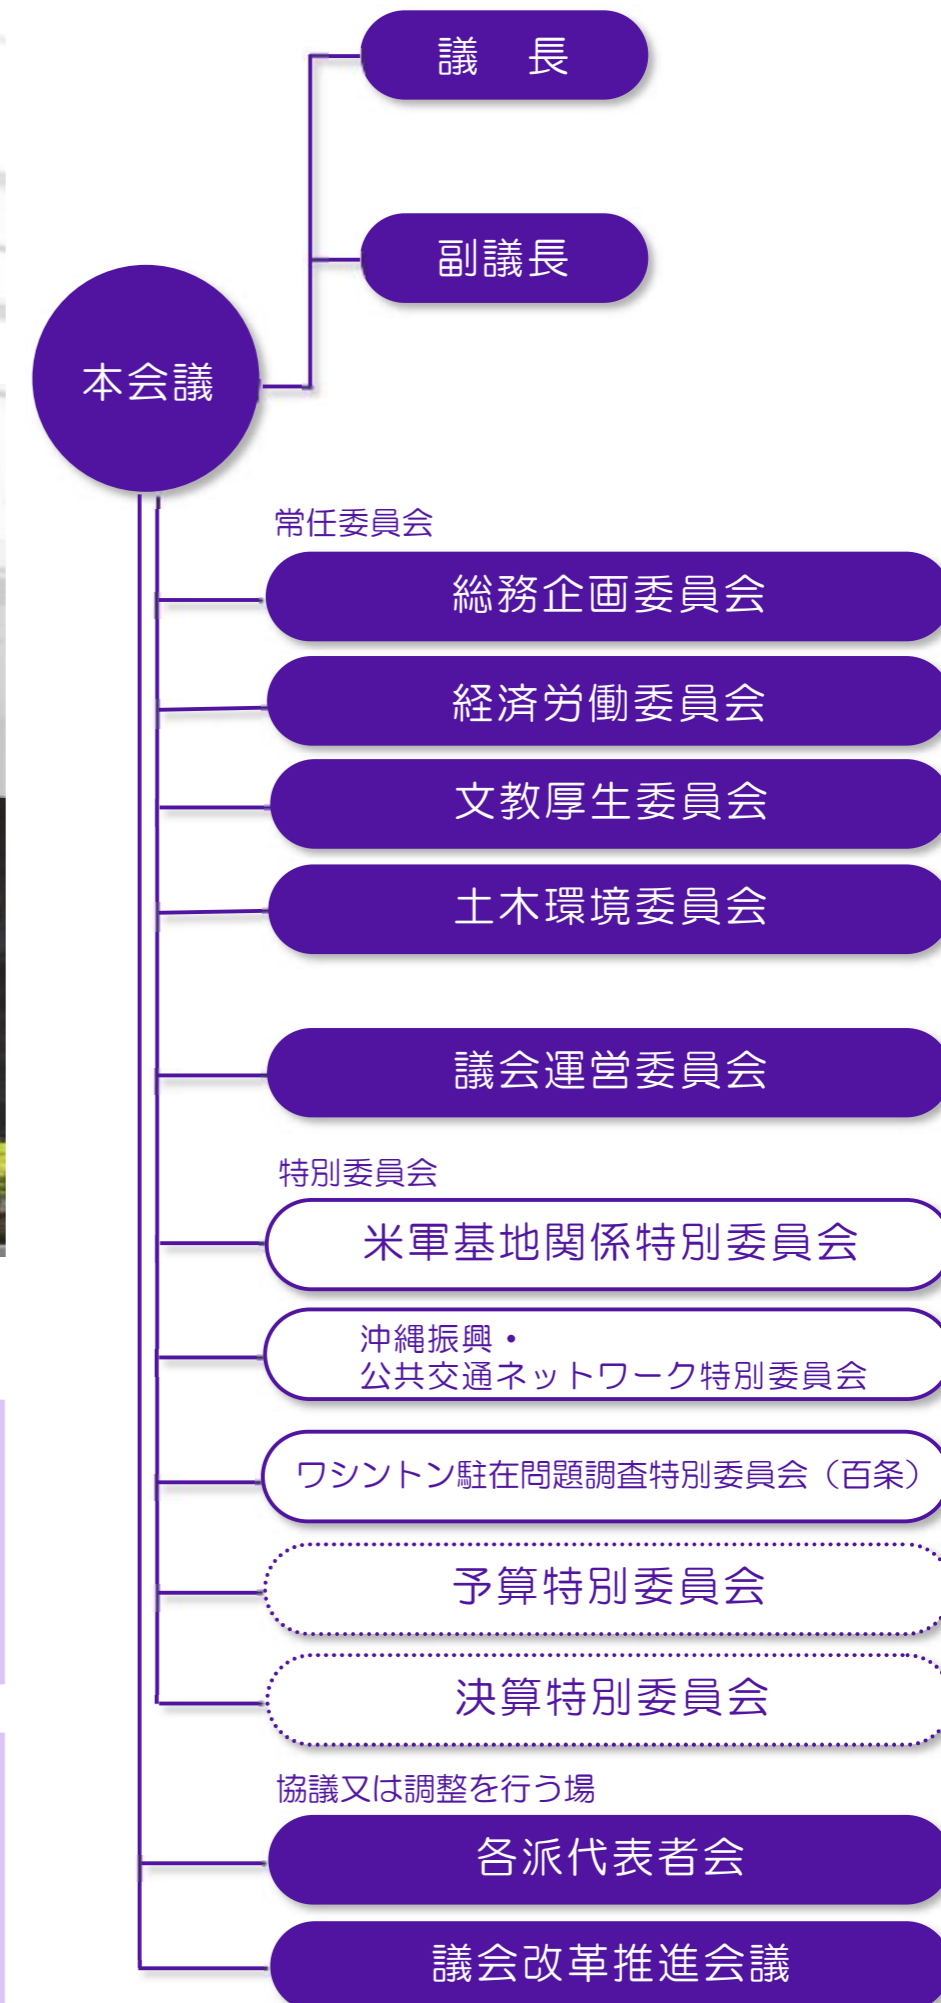 議　長
副議長
本会議
常任委員会
総務企画委員会
経済労働委員会
文教厚生委員会
土木環境委員会
議会運営委員会
特別委員会
米軍基地関係特別委員会
沖縄振興・
公共交通ネットワーク特別委員会
ワシントン駐在問題調査特別委員会（百条）
予算特別委員会
決算特別委員会
協議又は調整を行う場
各派代表者会
議会改革推進会議